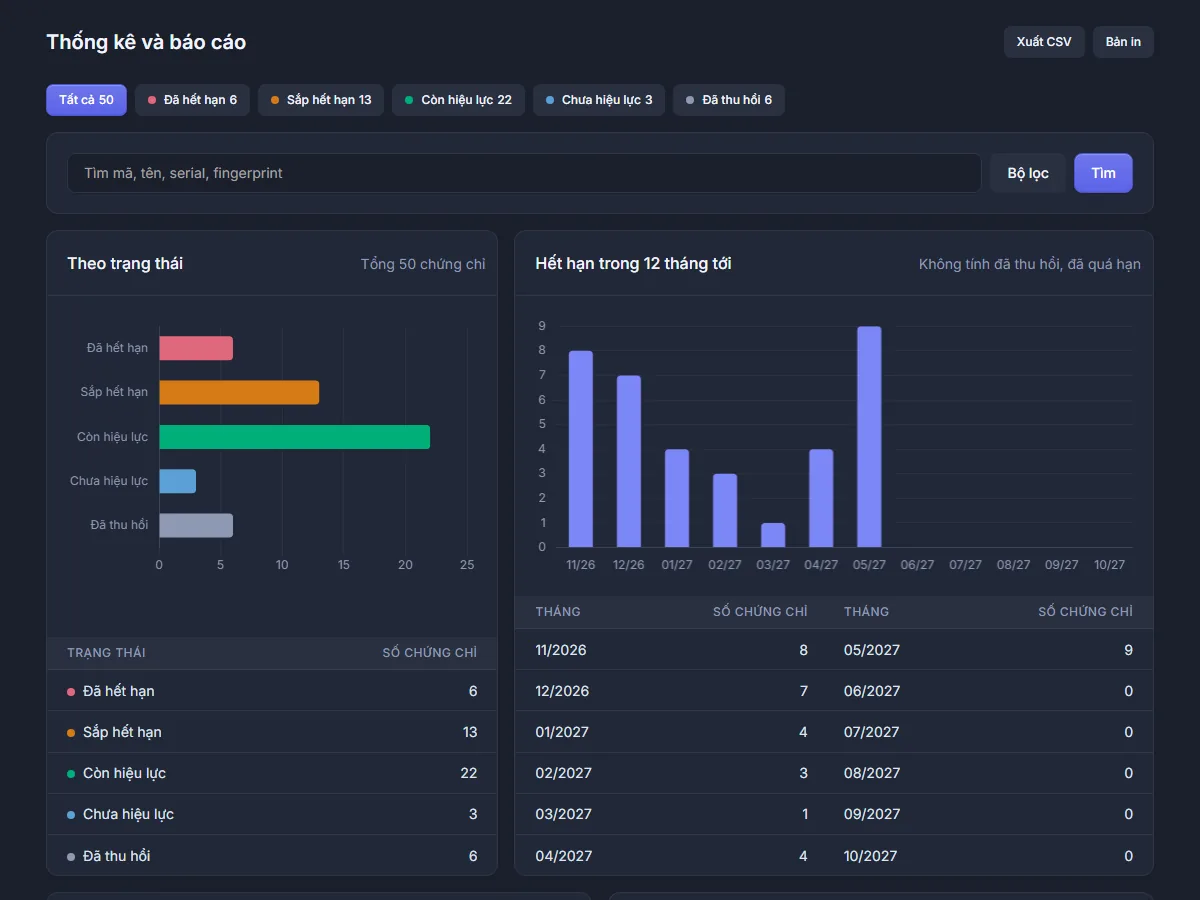 Thống kê và báo cáo
Xuất CSV
Bản in
Tất cả 50
Đã hết hạn 6
Sắp hết hạn 13
Còn hiệu lực 22
Chưa hiệu lực 3
Đã thu hồi 6
Tìm mã, tên, serial, fingerprint
Bộ lọc
Tìm
Theo trạng thái
Tổng 50 chứng chỉ
Đã hết hạn
Sắp hết hạn
Còn hiệu lực
Chưa hiệu lực
Đã thu hồi
0 5 10 15 20 25
TRẠNG THÁI SỐ CHỨNG CHỈ
Đã hết hạn 6
Sắp hết hạn 13
Còn hiệu lực 22
Chưa hiệu lực 3
Đã thu hồi 6
Hết hạn trong 12 tháng tới
Không tính đã thu hồi, đã quá hạn
9
8
7
6
5
4
3
2
1
0
11/26 12/26 01/27 02/27 03/27 04/27 05/27 06/27 07/27 08/27 09/27 10/27
THÁNG SỐ CHỨNG CHỈ THÁNG SỐ CHỨNG CHỈ
11/2026 8 05/2027 9
12/2026 7 06/2027 0
01/2027 4 07/2027 0
02/2027 3 08/2027 0
03/2027 1 09/2027 0
04/2027 4 10/2027 0